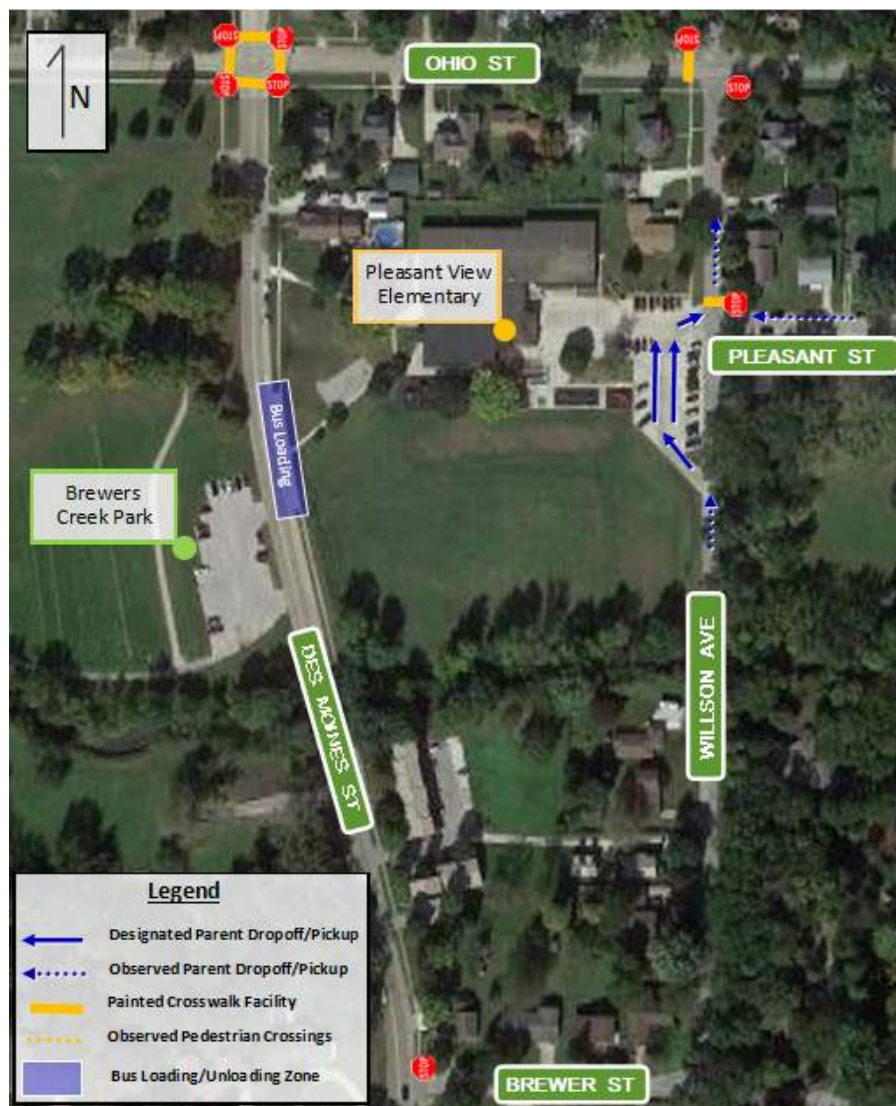 STOP
STOP
STOP
OHIO ST
STOP
STOP
STOP
N
Pleasant View
Elementary
STOP
PLEASANT ST
Bus Loading
Brewers
Creek Park
DES MOINES ST
WILLSON AVE
Legend
Designated Parent Dropoff/Pickup
Observed Parent Dropoff/Pickup
Painted Crosswalk Facility
Observed Pedestrian Crossings
Bus Loading/Unloading Zone
STOP
BREWER ST